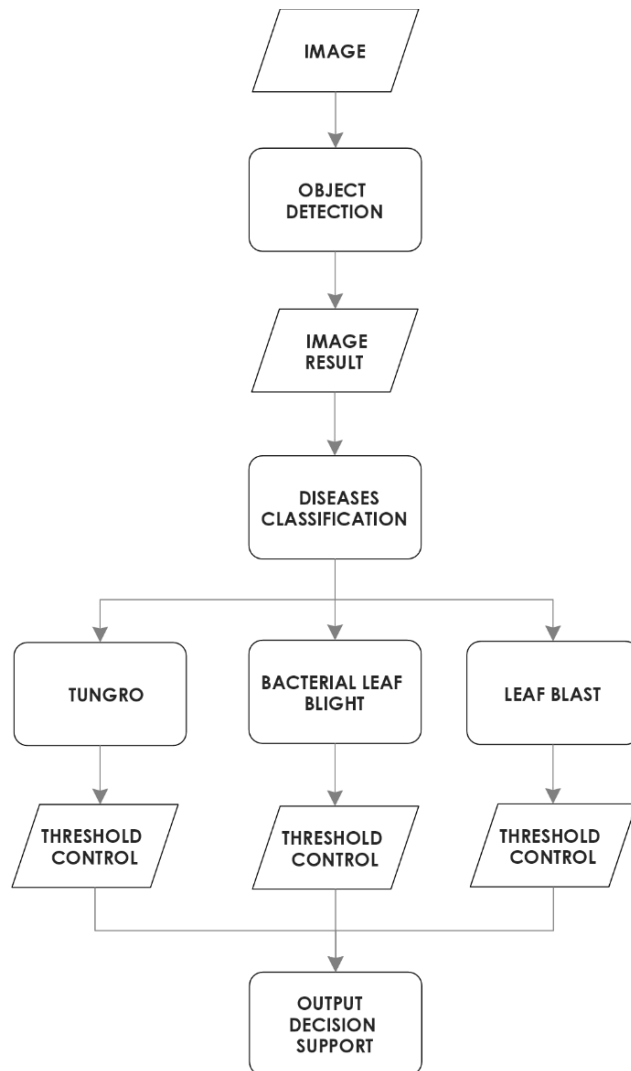 IMAGE
OBJECT
DETECTION
IMAGE
RESULT
DISEASES
CLASSIFICATION
TUNGRO
BACTERIAL LEAF
BLIGHT
LEAF BLAST
THRESHOLD
CONTROL
THRESHOLD
CONTROL
THRESHOLD
CONTROL
OUTPUT
DECISION
SUPPORT